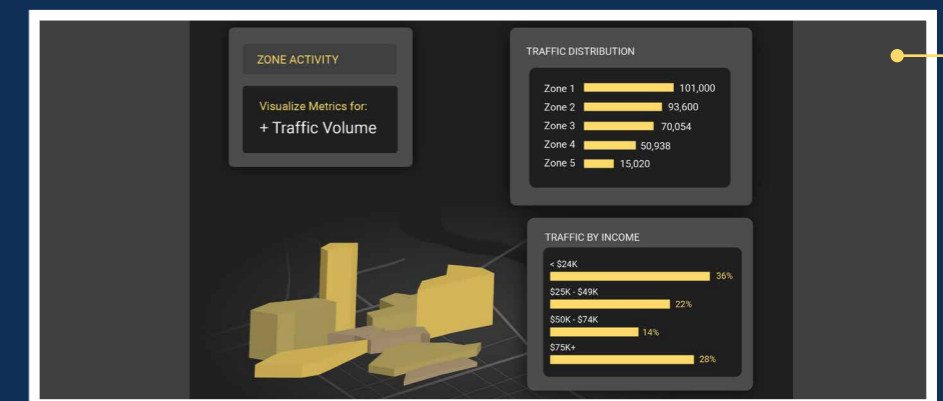 ZONE ACTIVITY
Visualize Metrics for:
+ Traffic Volume
TRAFFIC DISTRIBUTION
Zone 1 101,000
Zone 2 93,600
Zone 3 70,054
Zone 4 50,938
Zone 5 15,020
TRAFFIC BY INCOME
< $24K
36%
$25K - $49K
22%
$50K - $74K
14%
$75K+
28%